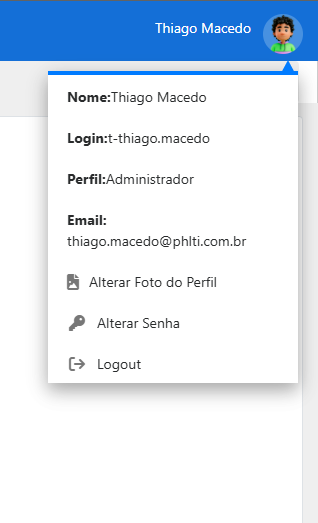 Thiago Macedo
Nome:Thiago Macedo
Login:t-thiago.macedo
Perfil:Administrador
Email:
thiago.macedo@phlti.com.br
Alterar Foto do Perfil
Alterar Senha
Logout